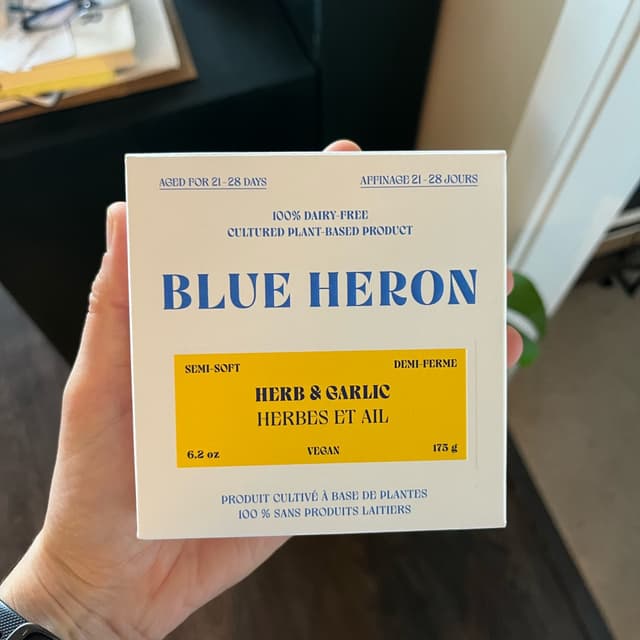 AGED FOR 21-28 DAYS
AFFINAGE 21-28 JOURS
100% DAIRY-FREE
CULTURED PLANT-BASED PRODUCT
BLUE HERON
SEMI-SOFT
DEMI-FERME
HERB & GARLIC
HERBES ET AIL
6.2 oz
VEGAN
175 g
PRODUIT CULTIVÉ À BASE DE PLANTES
100 % SANS PRODUITS LAITIERS